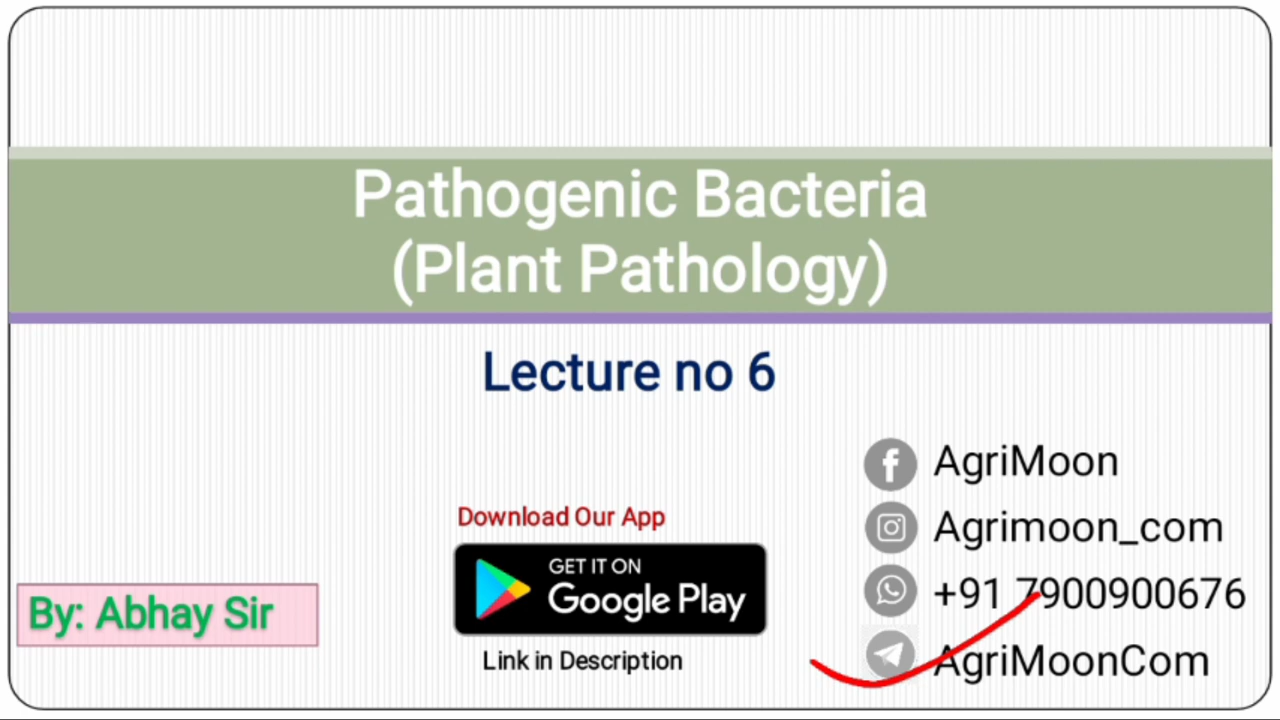 Pathogenic Bacteria
(Plant Pathology)
Lecture no 6
AgriMoon
Agrimoon_com
+91 7900900676
AgriMoonCom
Download Our App
GET IT ON
Google Play
Link in Description
By: Abhay Sir